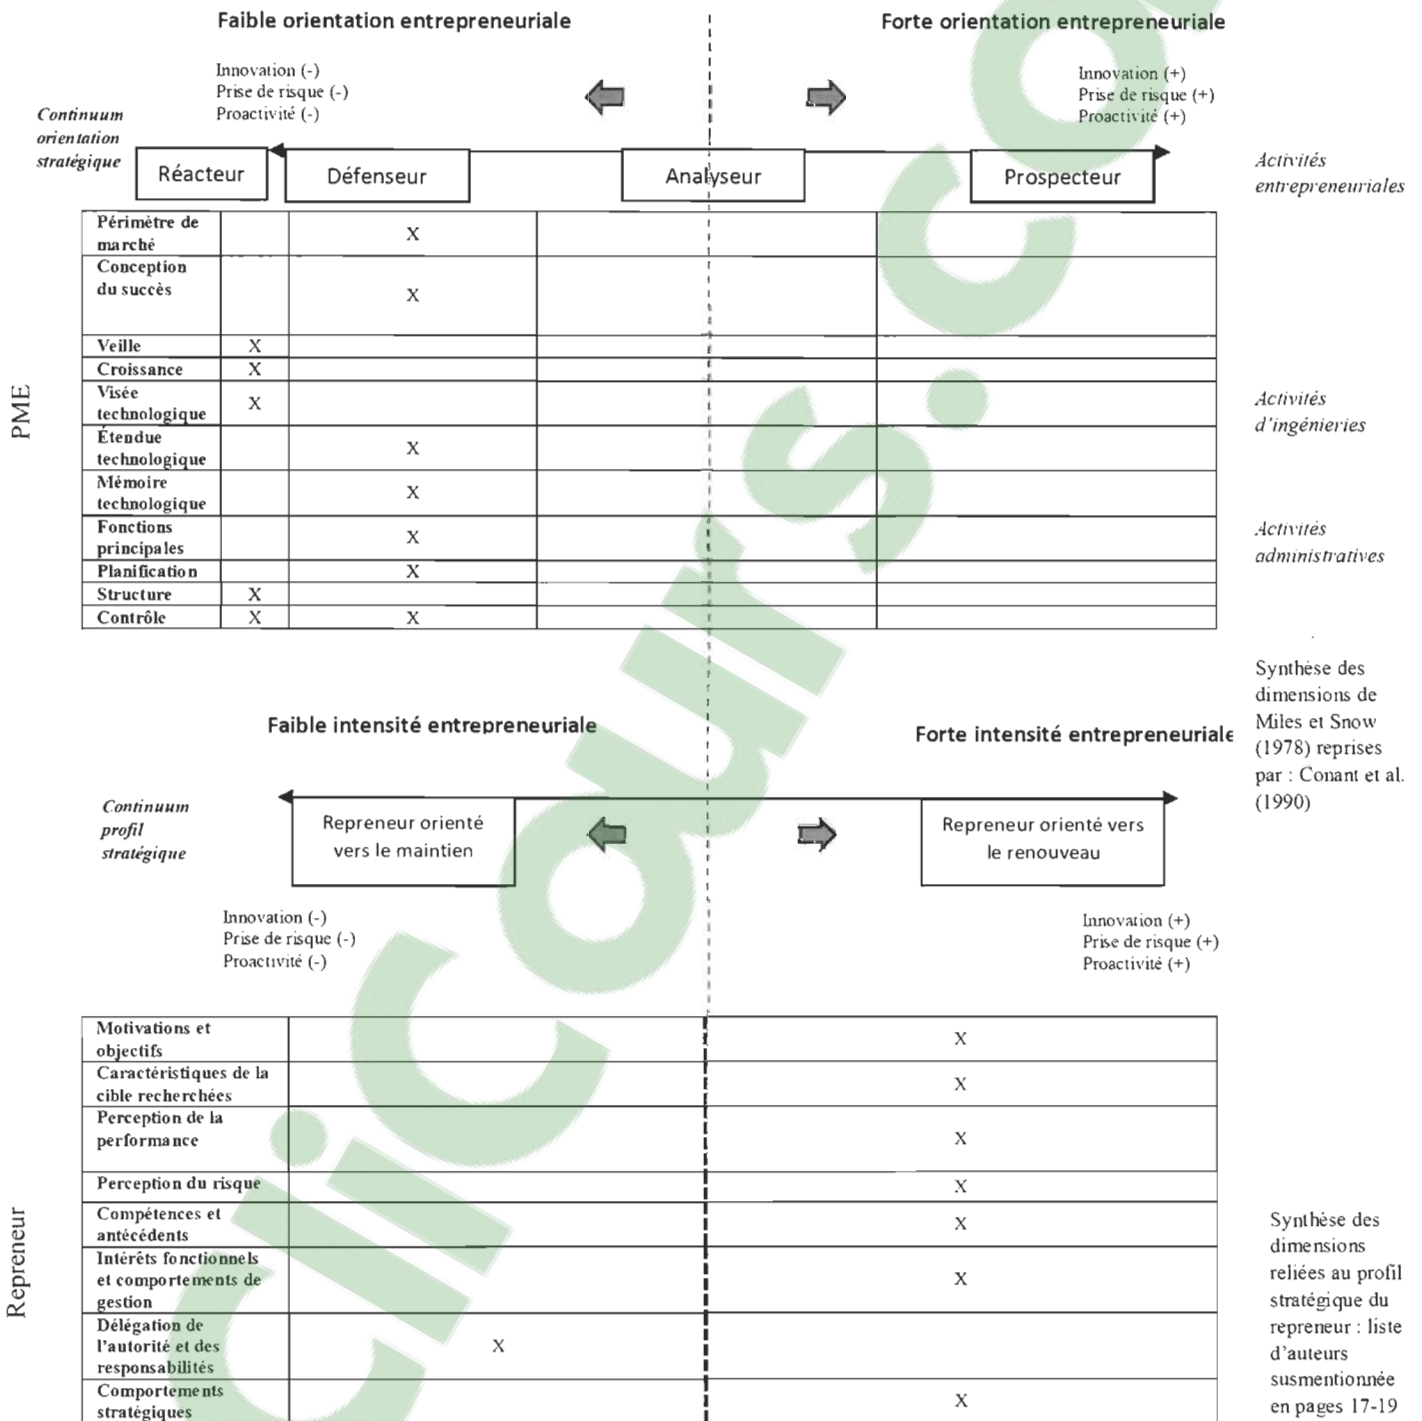 Faible orientation entrepreneuriale
Forte orientation entrepreneuriale
Innovation (-)
Prise de risque (-)
Proactivité (-)
Innovation (+)
Prise de risque (+)
Proactivité (+)
Continuum
orientation
stratégique
Réacteur
Défenseur
Analyseur
Prospecteur
Activités
entrepreneuriales
PME
Périmètre de
marché
X
Conception
du succès
X
Veille X
Croissance X
Visée
technologique
X
Activités
d'ingénieries
Étendue
technologique
X
Mémoire
technologique
X
Fonctions
principales
X
Activités
administratives
Planification X
Structure X
Contrôle X X
Synthèse des
dimensions de
Miles et Snow
(1978) reprises
par : Conant et al.
(1990)
Faible intensité entrepreneuriale
Forte intensité entrepreneuriale
Continuum
profil
stratégique
Repreneur orienté
vers le maintien
Repreneur orienté vers
le renouveau
Innovation (-)
Prise de risque (-)
Proactivité (-)
Innovation (+)
Prise de risque (+)
Proactivité (+)
Repreneur
Motivations et
objectifs
X
Caractéristiques de la
cible recherchées
X
Perception de la
performance
X
Perception du risque X
Compétences et
antécédents
X
Intérêts fonctionnels
et comportements de
gestion
X
Délégation de
l'autorité et des
responsabilités
X
Comportements
stratégiques
X
Synthèse des
dimensions
reliées au profil
stratégique du
repreneur : liste
d'auteurs
susmentionnée
en pages 17-19
cliCours.co